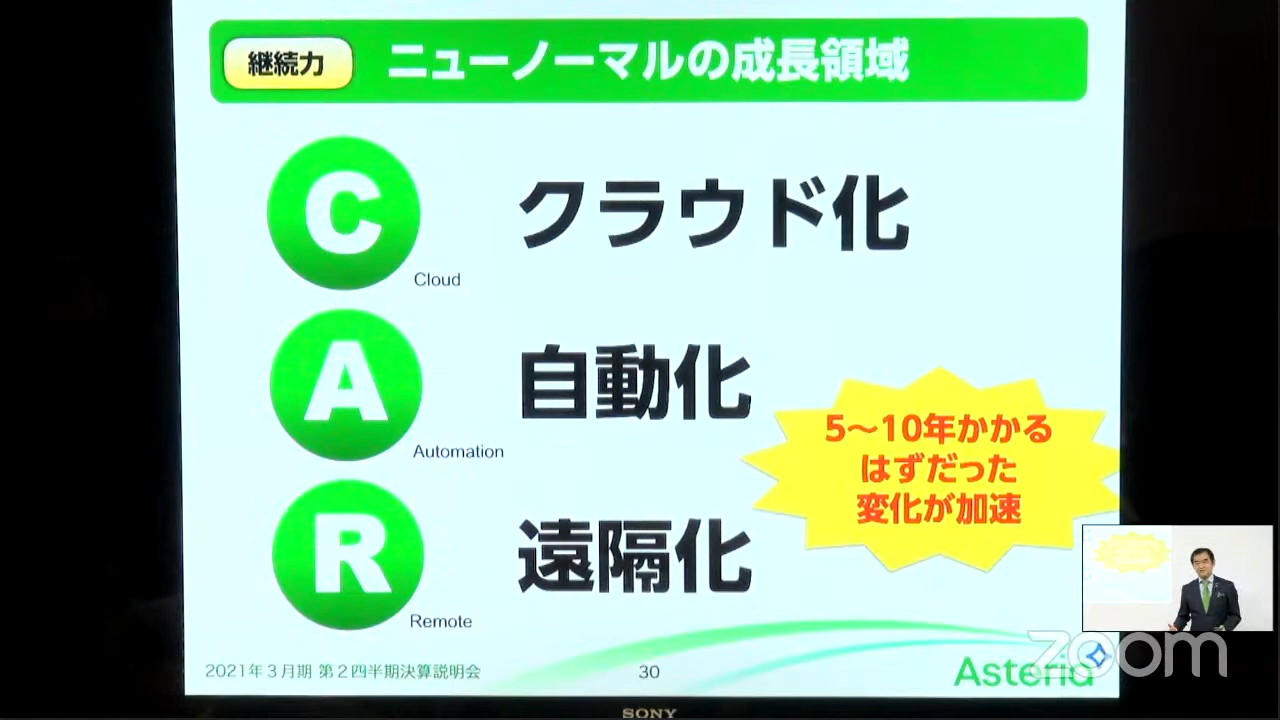 継続力
ニューノーマルの成長領域
C
クラウド化
Cloud
A
自動化
Automation
5〜10年かかる
はずだった
変化が加速
R
遠隔化
Remote
2021年3月期 第2四半期決算説明会
30
Asteria
zoom
SONY